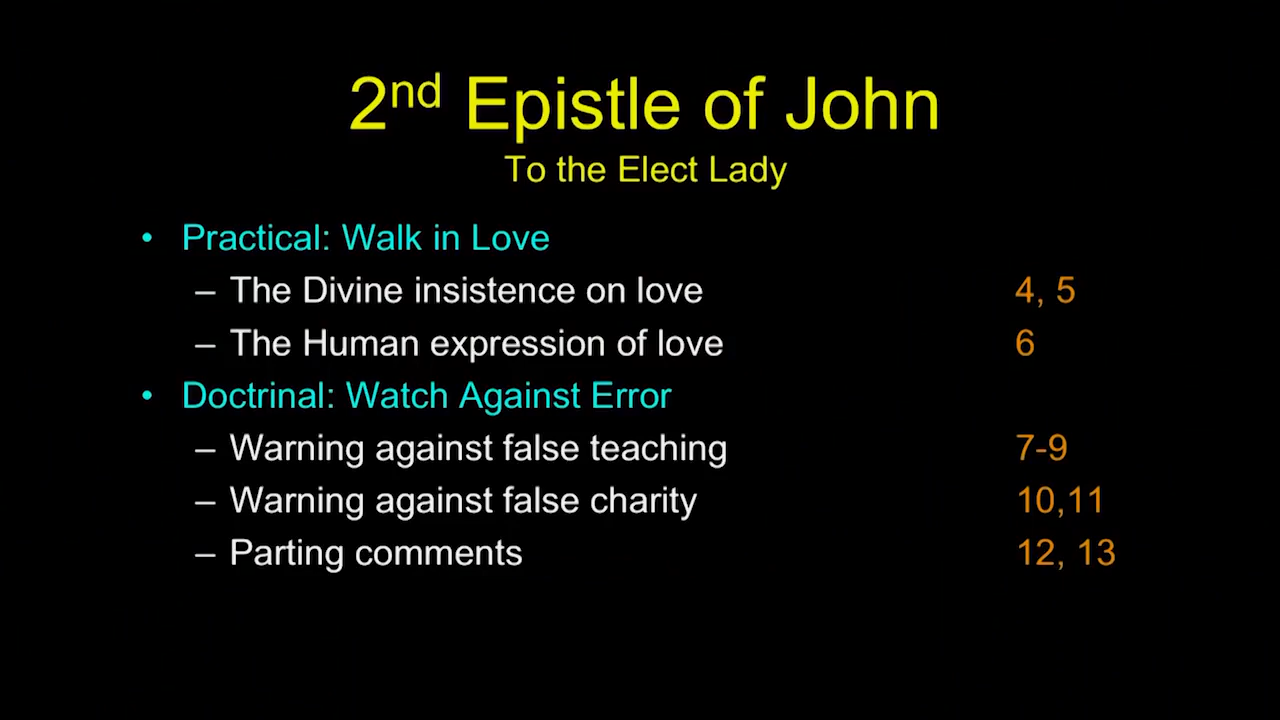 2nd Epistle of John
To the Elect Lady
• Practical: Walk in Love
– The Divine insistence on love 4, 5
– The Human expression of love 6
• Doctrinal: Watch Against Error
– Warning against false teaching 7-9
– Warning against false charity 10,11
– Parting comments 12, 13